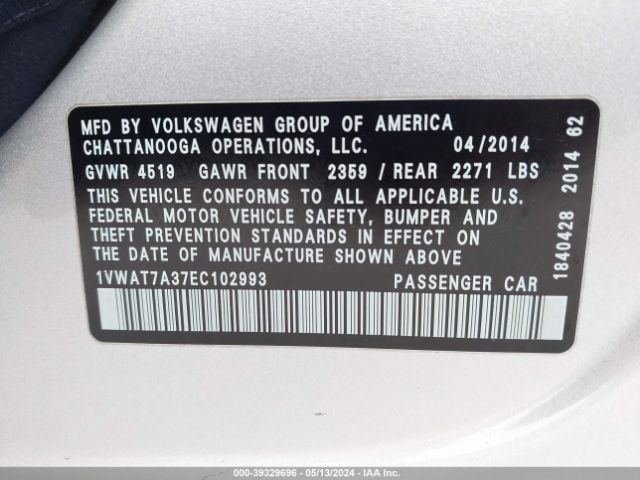 MFD BY VOLKSWAGEN GROUP OF AMERICA
CHATTANOOGA OPERATIONS, LLC. 04/2014
GVWR 4519 GAWR FRONT 2359 / REAR 2271 LBS
THIS VEHICLE CONFORMS TO ALL APPLICABLE U.S.
FEDERAL MOTOR VEHICLE SAFETY, BUMPER AND
THEFT PREVENTION STANDARDS IN EFFECT ON
THE DATE OF MANUFACTURE SHOWN ABOVE
1VWAT7A37EC102993 PASSENGER CAR
1840428 2014 62
000-39329696 - 05/13/2024 - IAA Inc.